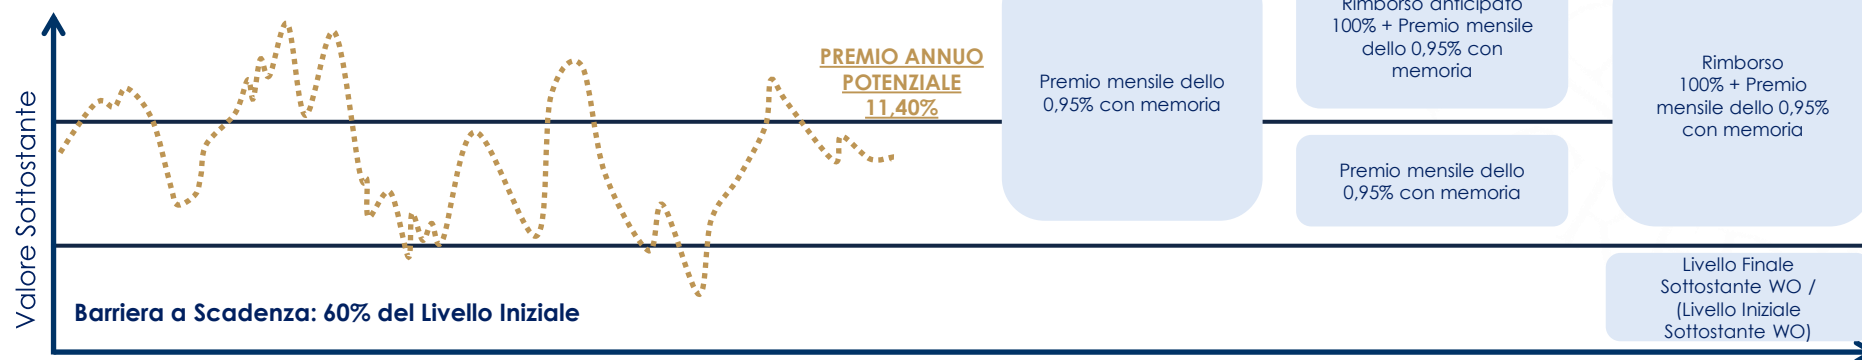 Valore Sottostante
PREMIO ANNUO
POTENZIALE
11,40%
Barriera a Scadenza: 60% del Livello Iniziale
Premio mensile dello
0,95% con memoria
Rimborso anticipato
100% + Premio mensile
dello 0,95% con
memoria
Premio mensile dello
0,95% con memoria
Rimborso
100% + Premio
mensile dello 0,95%
con memoria
Livello Finale
Sottostante WO /
(Livello Iniziale
Sottostante WO)